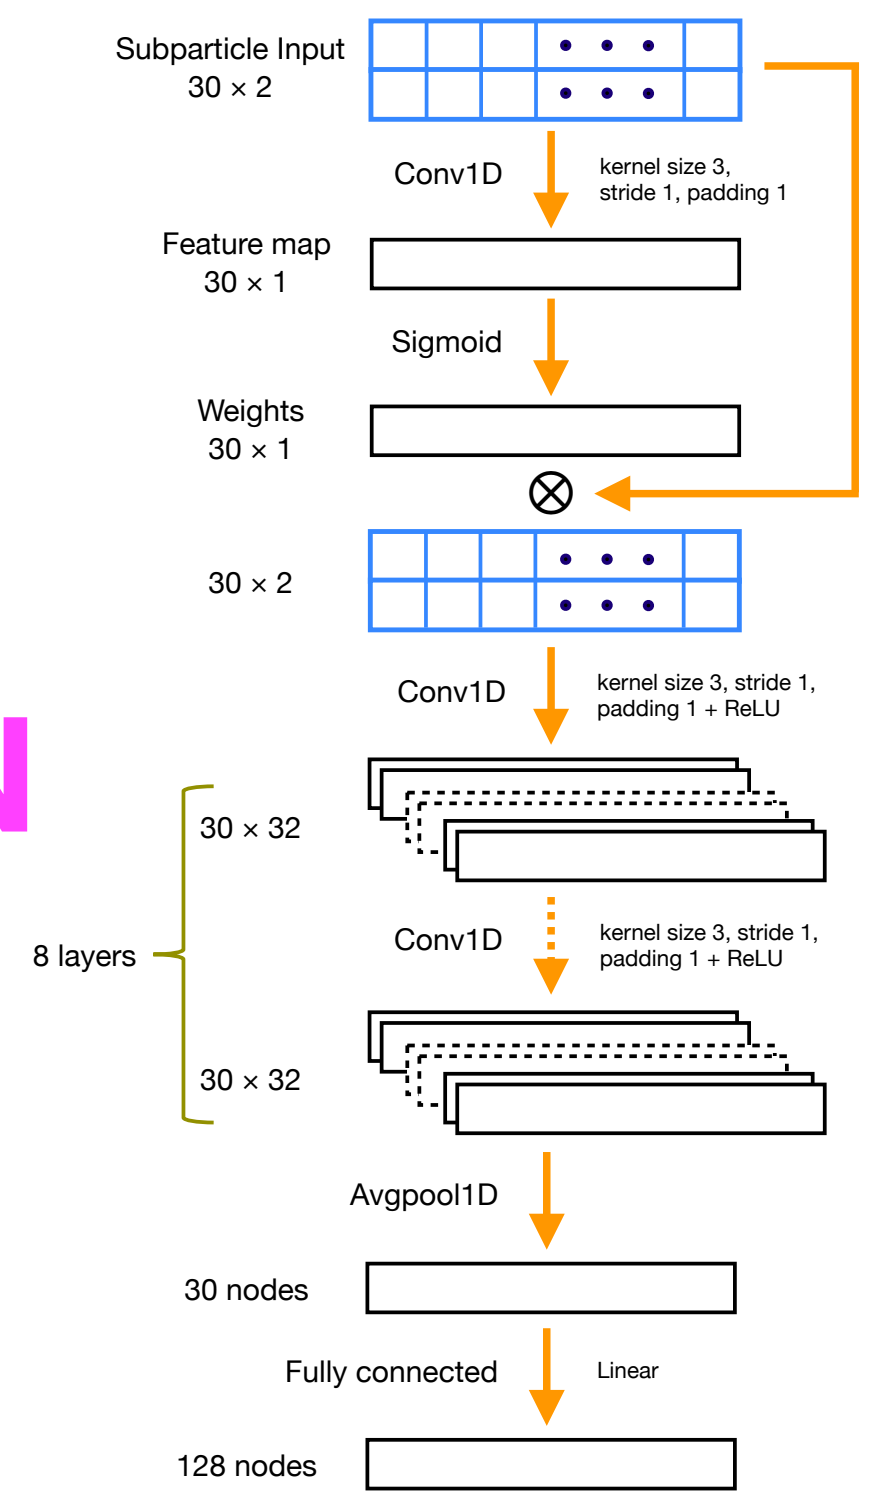 Subparticle Input
30 × 2
Conv1D
kernel size 3,
stride 1, padding 1
Feature map
30 × 1
Sigmoid
Weights
30 × 1
30 × 2
Conv1D
kernel size 3, stride 1,
padding 1 + ReLU
30 × 32
8 layers
Conv1D
kernel size 3, stride 1,
padding 1 + ReLU
30 × 32
Avgpool1D
30 nodes
Fully connected
Linear
128 nodes